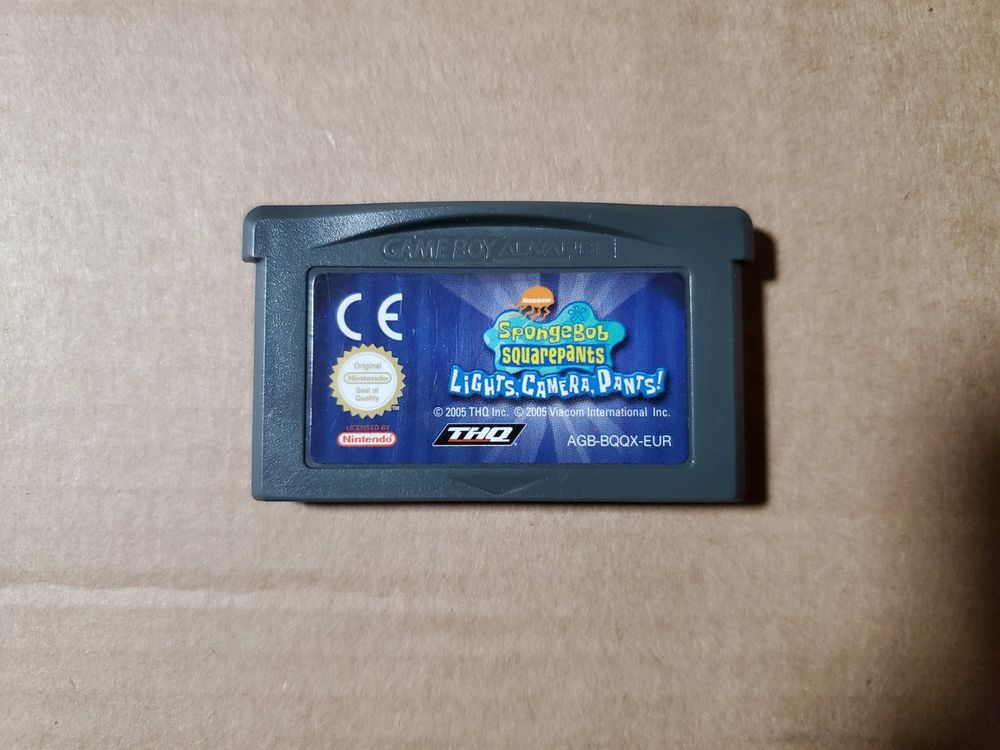 GAME BOY ADVANCE
CE
Nickelodeon
SpongeBob
SQUAREPANTS
LIGHTS, CAMERA, PANTS!
Original
Nintendo
Seal of
Quality
TM
© 2005 THQ Inc. © 2005 Viacom International Inc.
LICENSED BY
Nintendo
THQ
AGB-BQQX-EUR